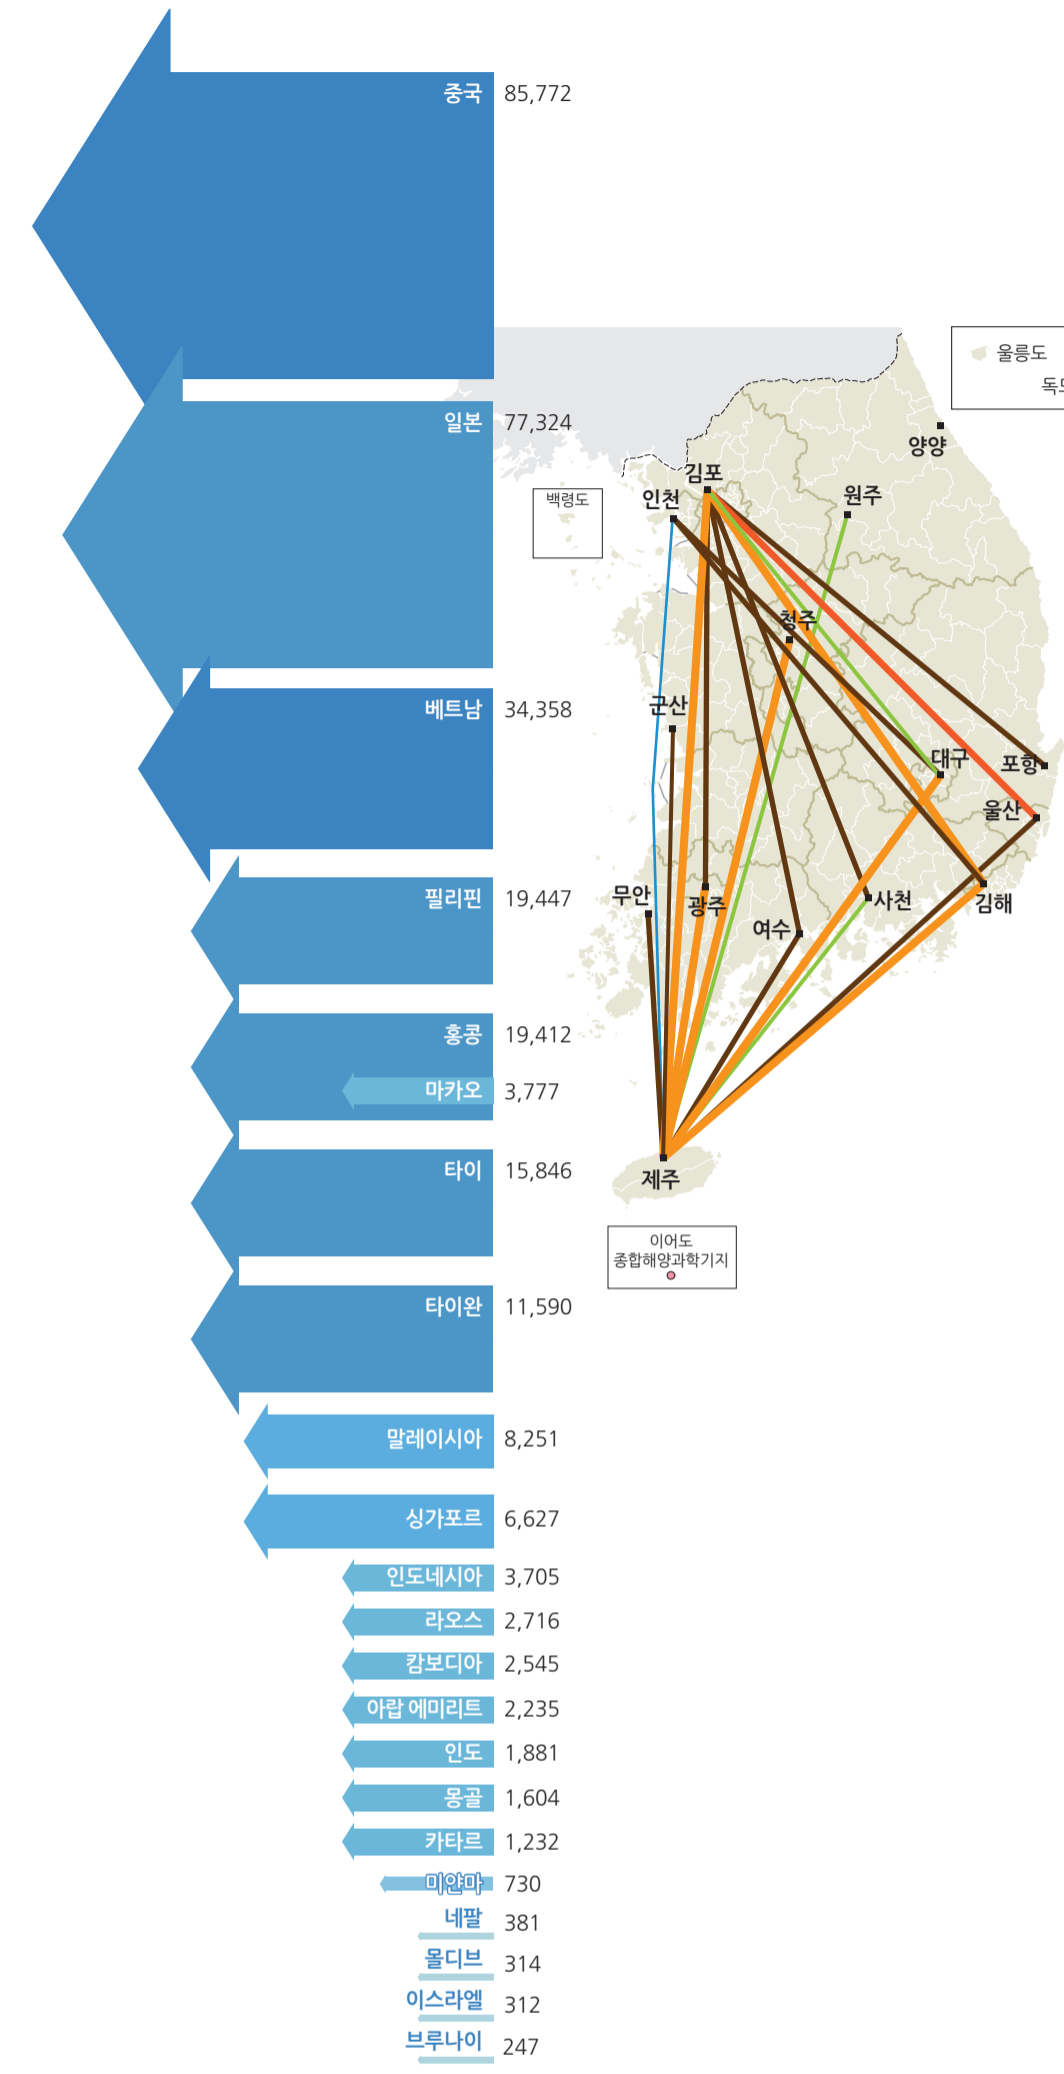 중국 85,772
일본 77,324
베트남 34,358
필리핀 19,447
홍콩 19,412
마카오 3,777
타이 15,846
타이완 11,590
말레이시아 8,251
싱가포르 6,627
인도네시아 3,705
라오스 2,716
캄보디아 2,545
아랍 에미리트 2,235
인도 1,881
몽골 1,604
카타르 1,232
미얀마 730
네팔 381
몰디브 314
이스라엘 312
브루나이 247
울릉도
양양
김포
인천
원주
백령도
청주
군산
대구
포항
울산
무안
광주
사천
김해
여수
제주
이어도
종합해양과학기지